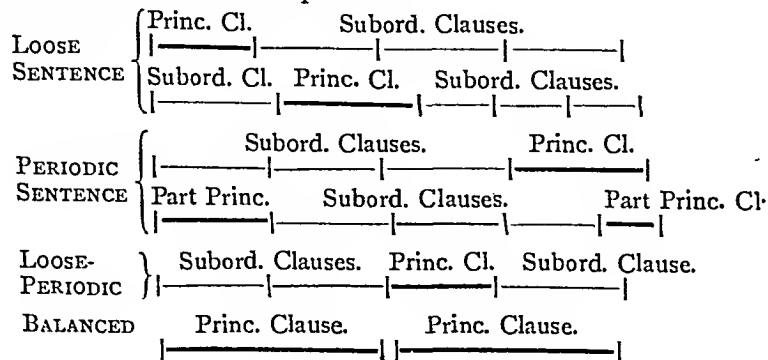 Princ. Cl. Subord. Clauses.
LOOSE
SENTENCE
Subord. Cl. Princ. Cl. Subord. Clauses.
Subord. Clauses. Princ. Cl.
PERIODIC
SENTENCE
Part Princ. Subord. Clauses. Part Princ. Cl.
LOOSE-
PERIODIC
Subord. Clauses. Princ. Cl. Subord. Clause.
BALANCED Princ. Clause. Princ. Clause.